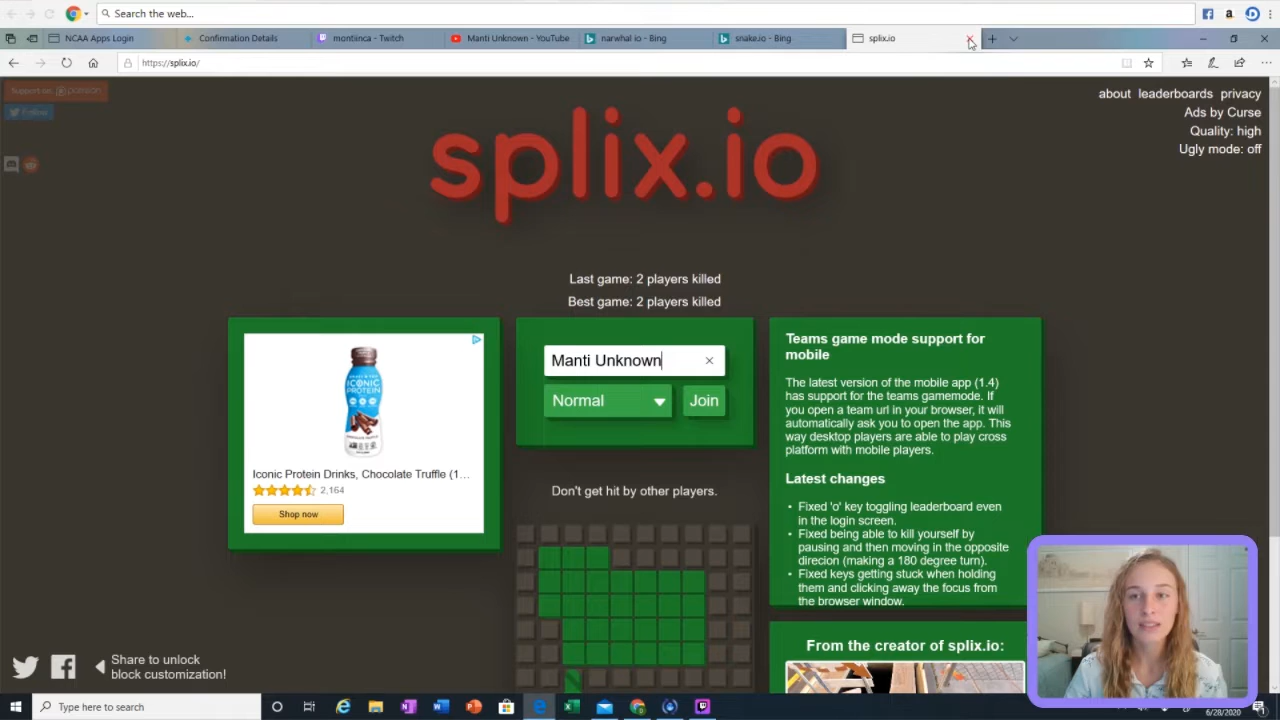 Search the web...
NCAA Apps Login
Confirmation Details
montiinca - Twitch
Manti Unknown - YouTube
narwhal io - Bing
snake.io - Bing
splix.io
https://splix.io/
Support on: patreon
Follow
about leaderboards privacy
Ads by Curse
Quality: high
Ugly mode: off
splix.io
Last game: 2 players killed
Best game: 2 players killed
ICONIC
PROTEIN
Iconic Protein Drinks, Chocolate Truffle (1...
2,164
Shop now
Manti Unknown
Normal
Join
Don't get hit by other players.
Teams game mode support for
mobile
The latest version of the mobile app (1.4)
has support for the teams gamemode. If
you open a team url in your browser, it will
automatically ask you to open the app. This
way desktop players are able to play cross
platform with mobile players.
Latest changes
• Fixed 'o' key toggling leaderboard even
in the login screen.
• Fixed being able to kill yourself by
pausing and then moving in the opposite
direcion (making a 180 degree turn).
• Fixed keys getting stuck when holding
them and clicking away the focus from
the browser window.
From the creator of splix.io:
Share to unlock
block customization!
Type here to search
6/28/2020